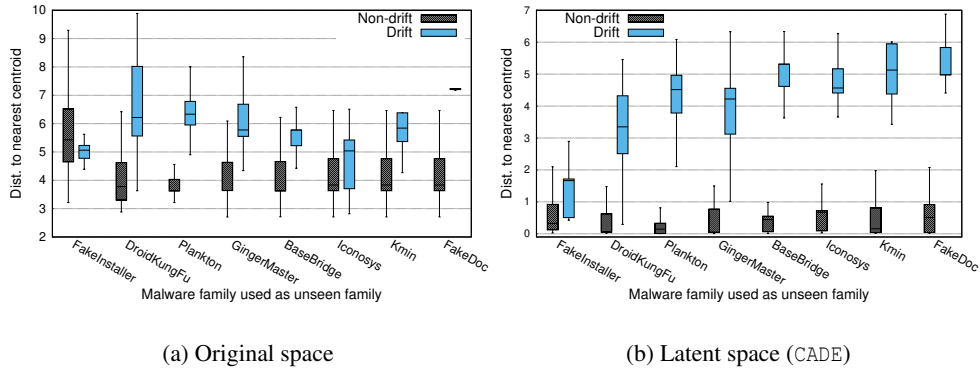 10
9
8
7
6
5
4
3
2
Dist. to nearest centroid
Non-drift
Drift
FakeInstaller
DroidKungFu
Plankton
GingerMaster
BaseBridge
Iconosys
Kmin
FakeDoc
Malware family used as unseen family
(a) Original space
7
6
5
4
3
2
1
0
Dist. to nearest centroid
Non-drift
Drift
FakeInstaller
DroidKungFu
Plankton
GingerMaster
BaseBridge
Iconosys
Kmin
FakeDoc
Malware family used as unseen family
(b) Latent space (CADE)